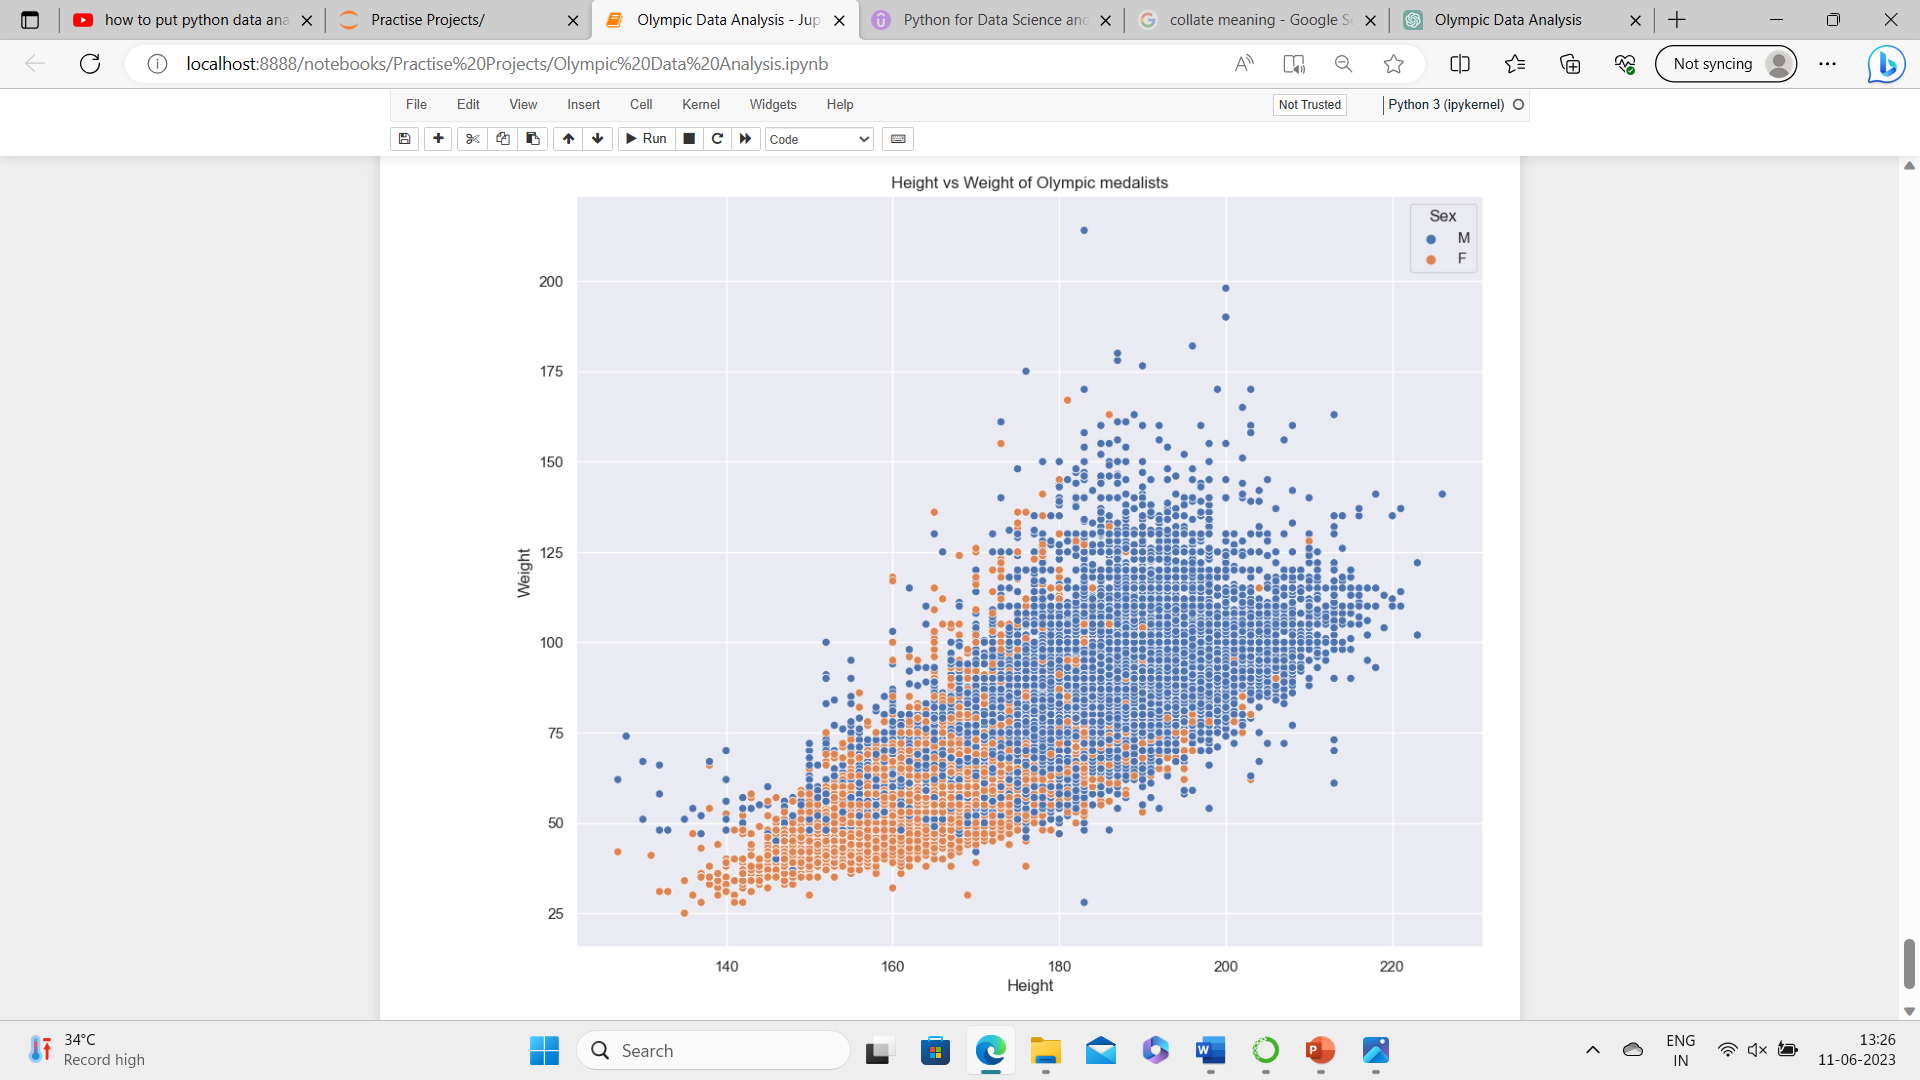 how to put python data ana
Practise Projects/
Olympic Data Analysis - Jup
Python for Data Science and
collate meaning - Google Se
Olympic Data Analysis
localhost:8888/notebooks/Practise%20Projects/Olympic%20Data%20Analysis.ipynb
Not syncing
File Edit View Insert Cell Kernel Widgets Help
Not Trusted
Python 3 (ipykernel)
Run
Code
Height vs Weight of Olympic medalists
Sex
M
F
200
175
150
125
100
75
50
25
Weight
140 160 180 200 220
Height
34°C
Record high
Search
ENG
IN
13:26
11-06-2023